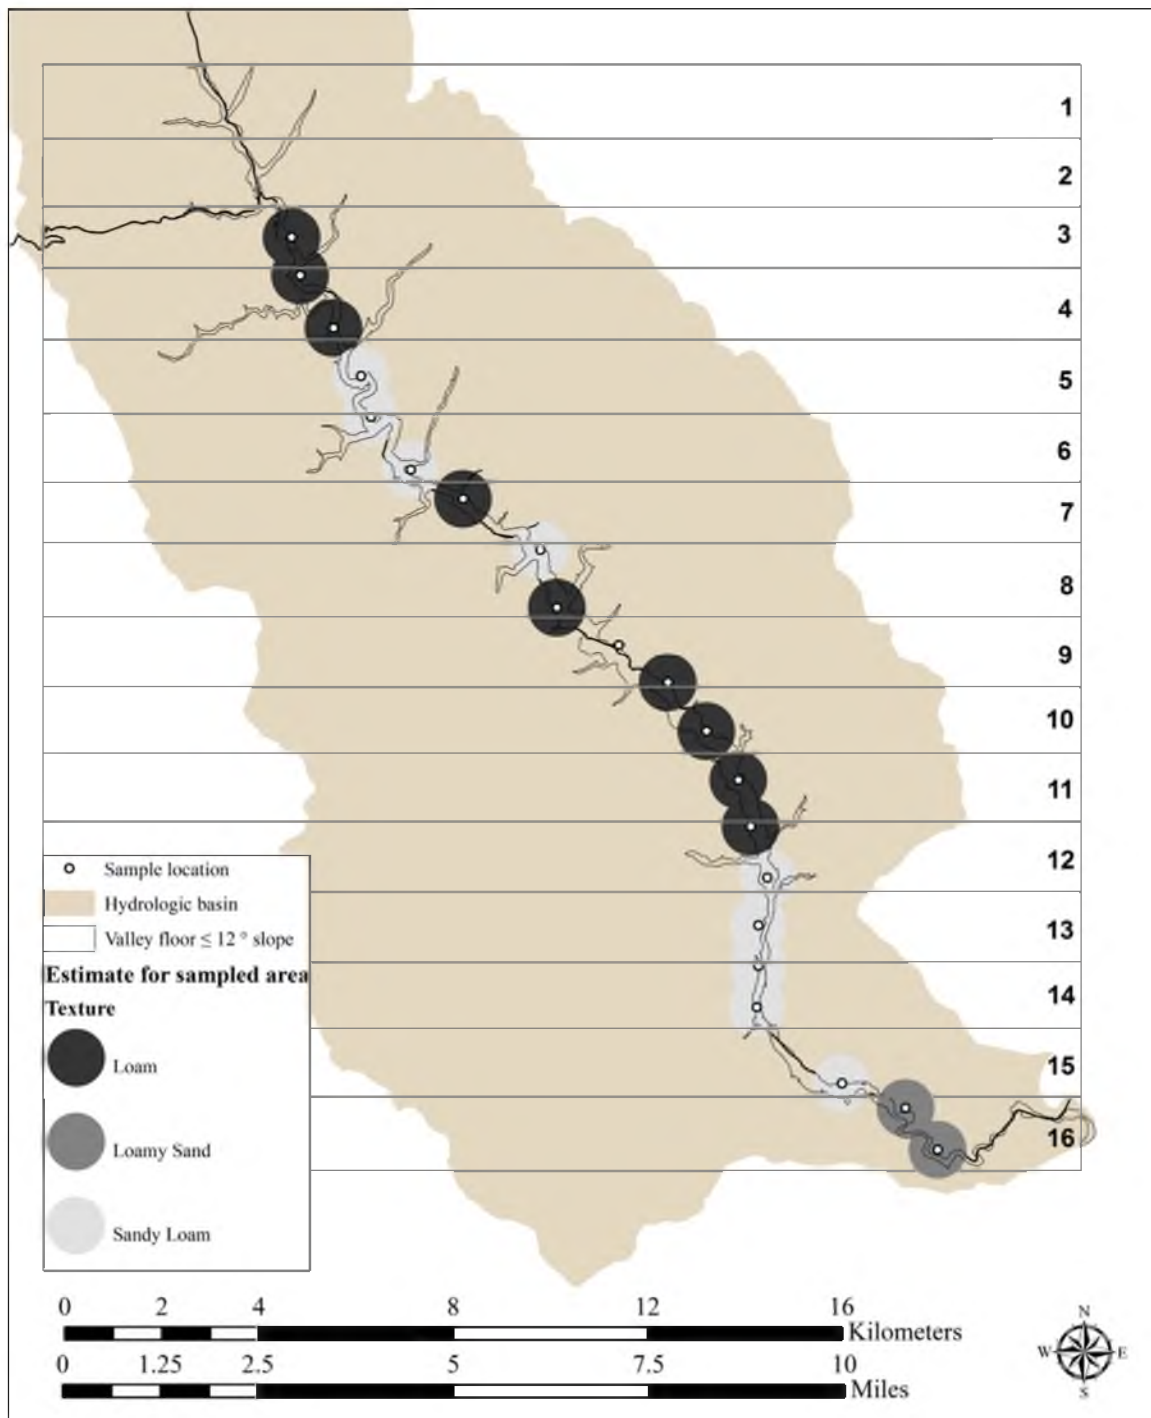 1
2
3
4
5
6
7
8
9
10
11
12
13
14
15
16
Sample location
Hydrologic basin
Valley floor ≤ 12 ° slope
Estimate for sampled area
Texture
Loam
Loamy Sand
Sandy Loam
0 2 4 8 12 16
Kilometers
0 1.25 2.5 5 7.5 10
Miles
N
W E
S